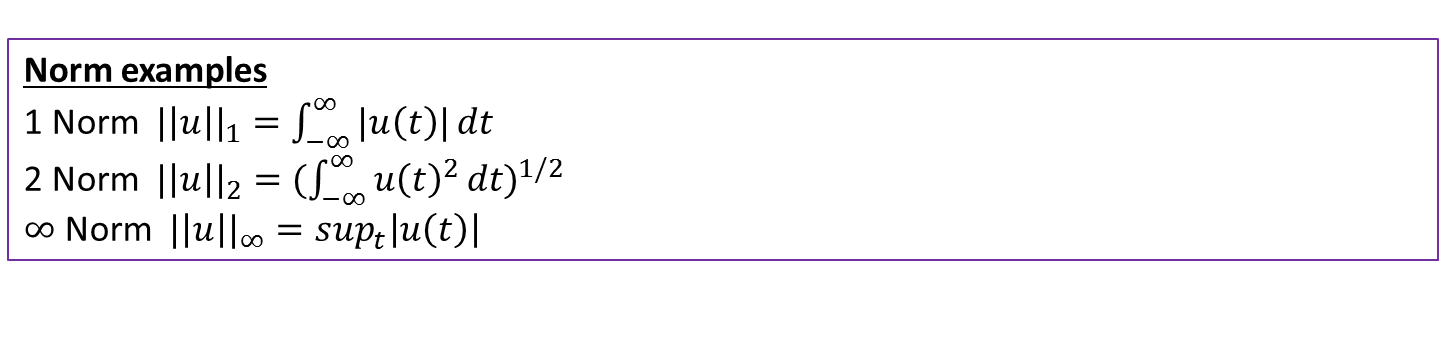 Norm examples
1 Norm ||u||₁ = ∫_{−∞}^{∞} |u(t)| dt
2 Norm ||u||₂ = (∫_{−∞}^{∞} u(t)² dt)^{1/2}
∞ Norm ||u||_∞ = sup_t|u(t)|